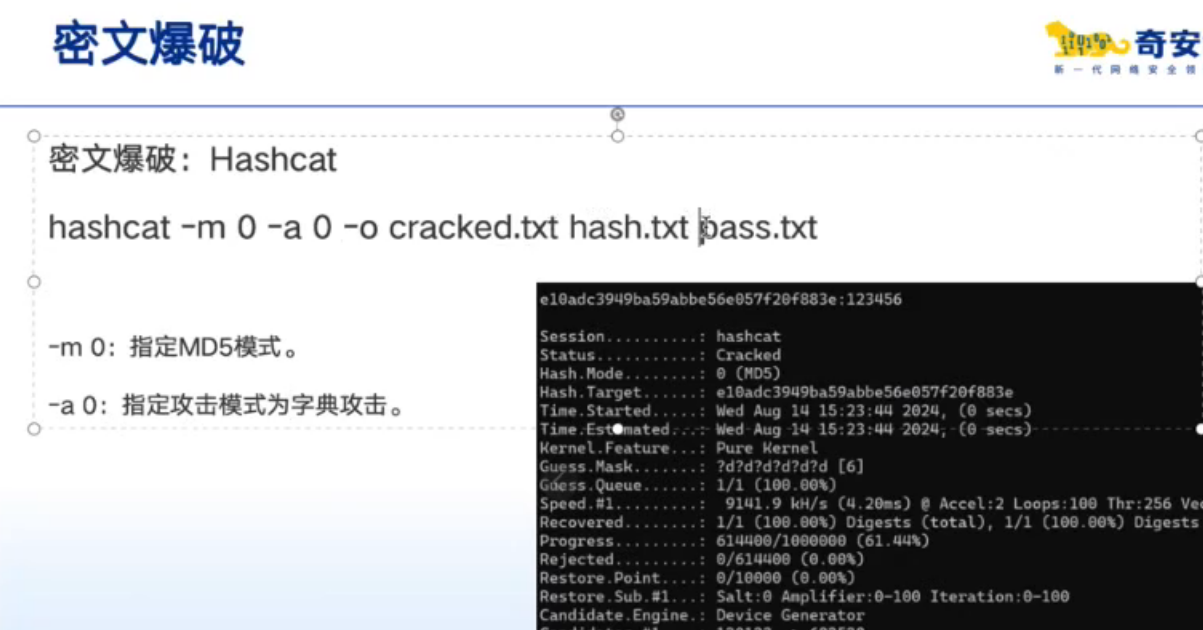 密文爆破
奇安
新一代网络安全领
密文爆破：Hashcat
hashcat -m 0 -a 0 -o cracked.txt hash.txt pass.txt
-m 0：指定MD5模式。
-a 0：指定攻击模式为字典攻击。
e10adc3949ba59abbe56e057f20f883e:123456
Session..........: hashcat
Status...........: Cracked
Hash.Mode........: 0 (MD5)
Hash.Target......: e10adc3949ba59abbe56e057f20f883e
Time.Started.....: Wed Aug 14 15:23:44 2024, (0 secs)
Time.Estimated...: Wed Aug 14 15:23:44 2024, (0 secs)
Kernel.Feature...: Pure Kernel
Guess.Mask.......: ?d?d?d?d?d?d [6]
Guess.Queue......: 1/1 (100.00%)
Speed.#1.........:  9141.9 kH/s (4.20ms) @ Accel:2 Loops:100 Thr:256 Vec
Recovered........: 1/1 (100.00%) Digests (total), 1/1 (100.00%) Digests
Progress.........: 614400/1000000 (61.44%)
Rejected.........: 0/614400 (0.00%)
Restore.Point....: 0/10000 (0.00%)
Restore.Sub.#1...: Salt:0 Amplifier:0-100 Iteration:0-100
Candidate.Engine.: Device Generator